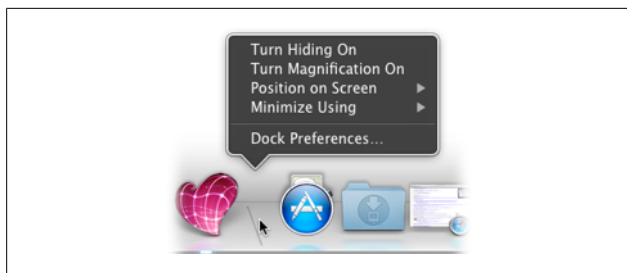 Turn Hiding On
Turn Magnification On
Position on Screen
Minimize Using
Dock Preferences...